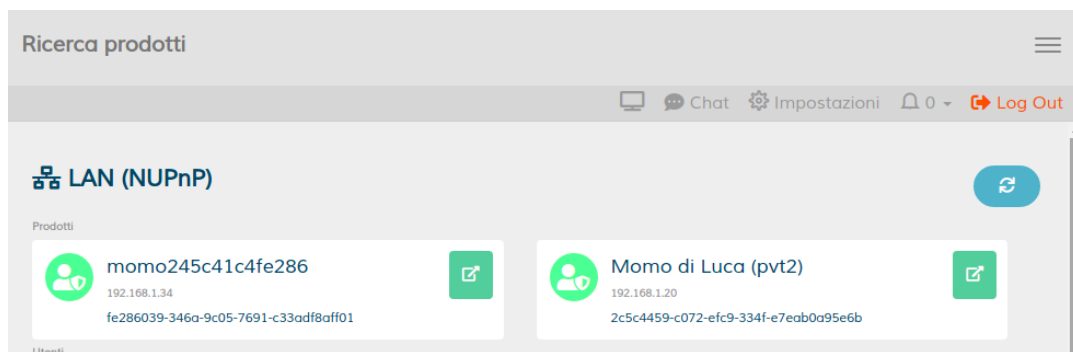 Ricerca prodotti
Chat Impostazioni 0 Log Out
LAN (NUPnP)
Prodotti
momo245c41c4fe286
192.168.1.34
fe286039-346a-9c05-7691-c33adf8aff01
Momo di Luca (pvt2)
192.168.1.20
2c5c4459-c072-efc9-334f-e7eab0a95e6b
Utenti